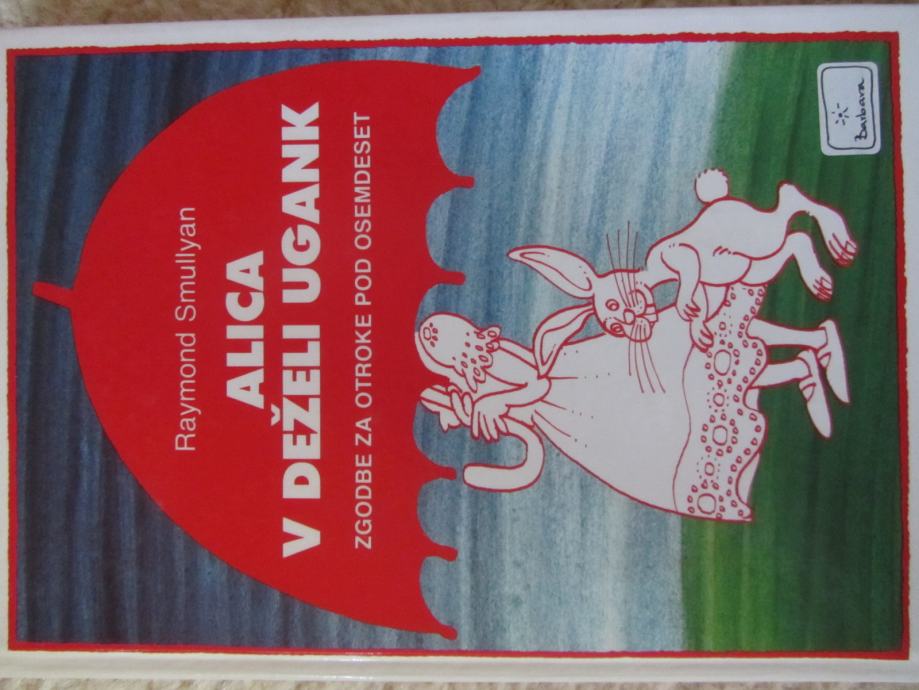 Raymond Smullyan
ALICA
V DEŽELI UGANK
ZGODBE ZA OTROKE POD OSEMDESET
Barbara